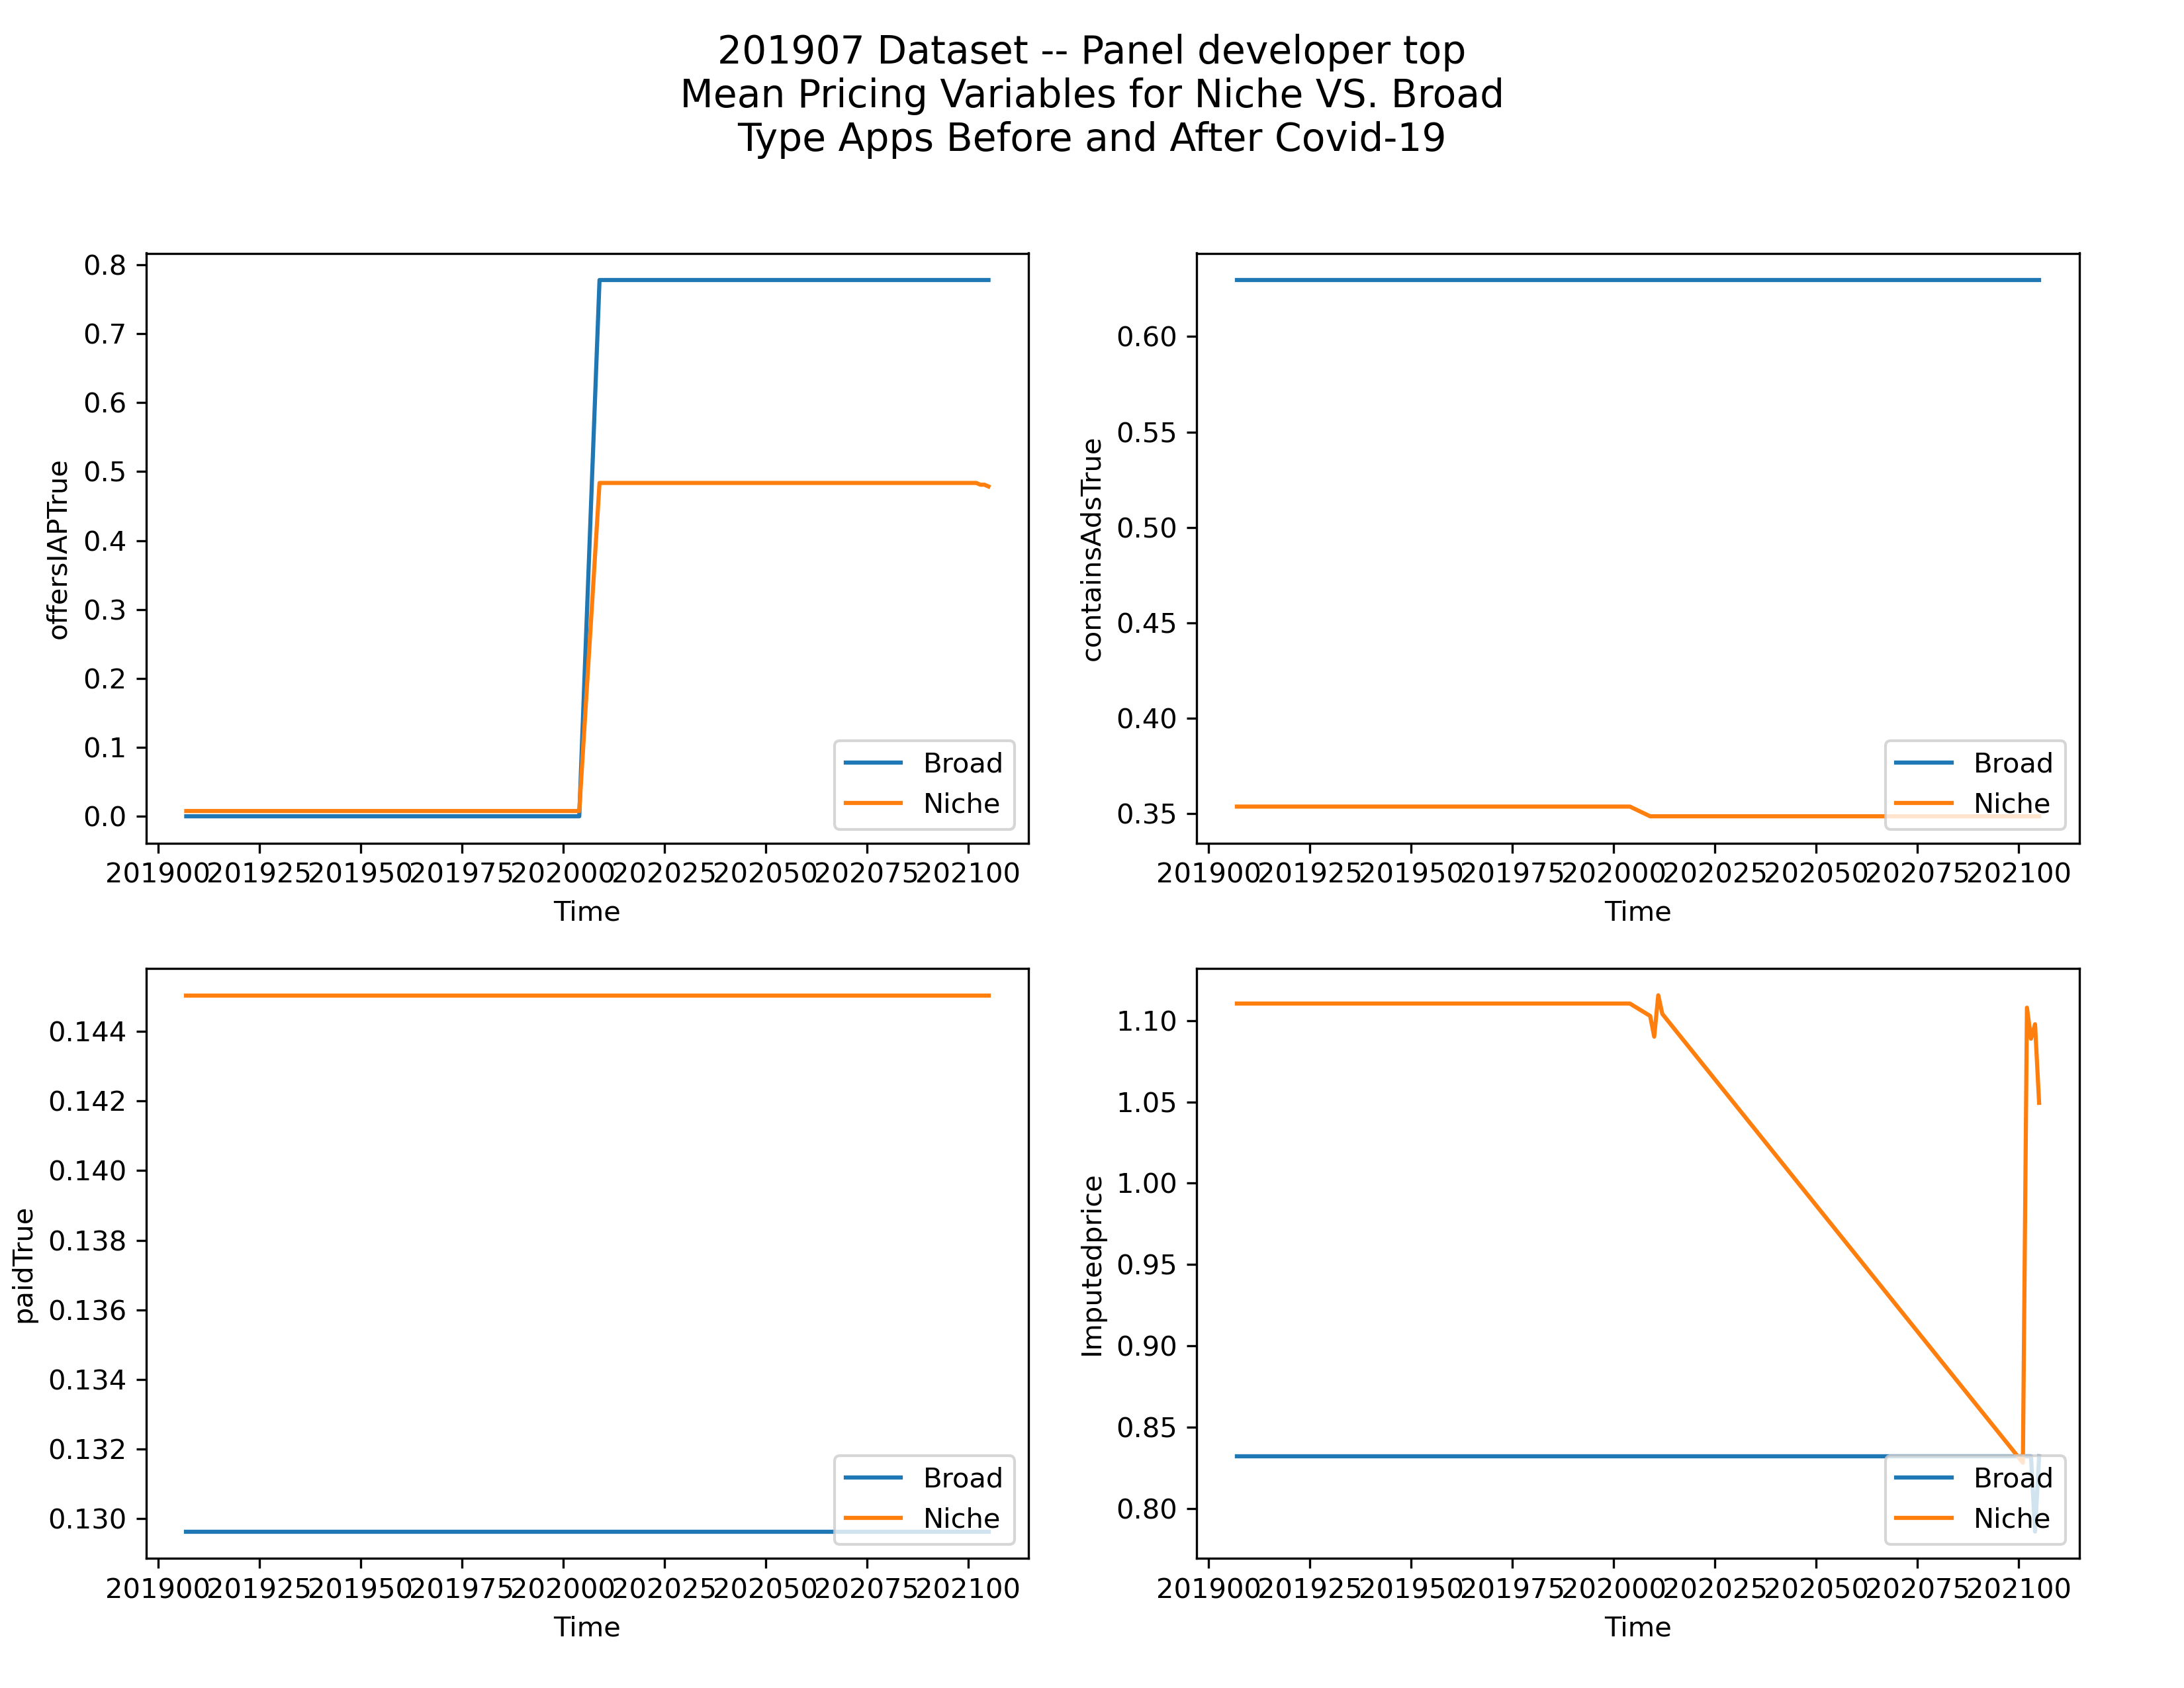 201907 Dataset -- Panel developer top
Mean Pricing Variables for Niche VS. Broad
Type Apps Before and After Covid-19
offersIAPTrue
0.8
0.7
0.6
0.5
0.4
0.3
0.2
0.1
0.0
Broad
Niche
201900 201925 201950 201975 202000 202025 202050 202075 202100
Time
containsAdsTrue
0.60
0.55
0.50
0.45
0.40
0.35
Broad
Niche
201900 201925 201950 201975 202000 202025 202050 202075 202100
Time
paidTrue
0.144
0.142
0.140
0.138
0.136
0.134
0.132
0.130
Broad
Niche
201900 201925 201950 201975 202000 202025 202050 202075 202100
Time
Imputedprice
1.10
1.05
1.00
0.95
0.90
0.85
0.80
Broad
Niche
201900 201925 201950 201975 202000 202025 202050 202075 202100
Time